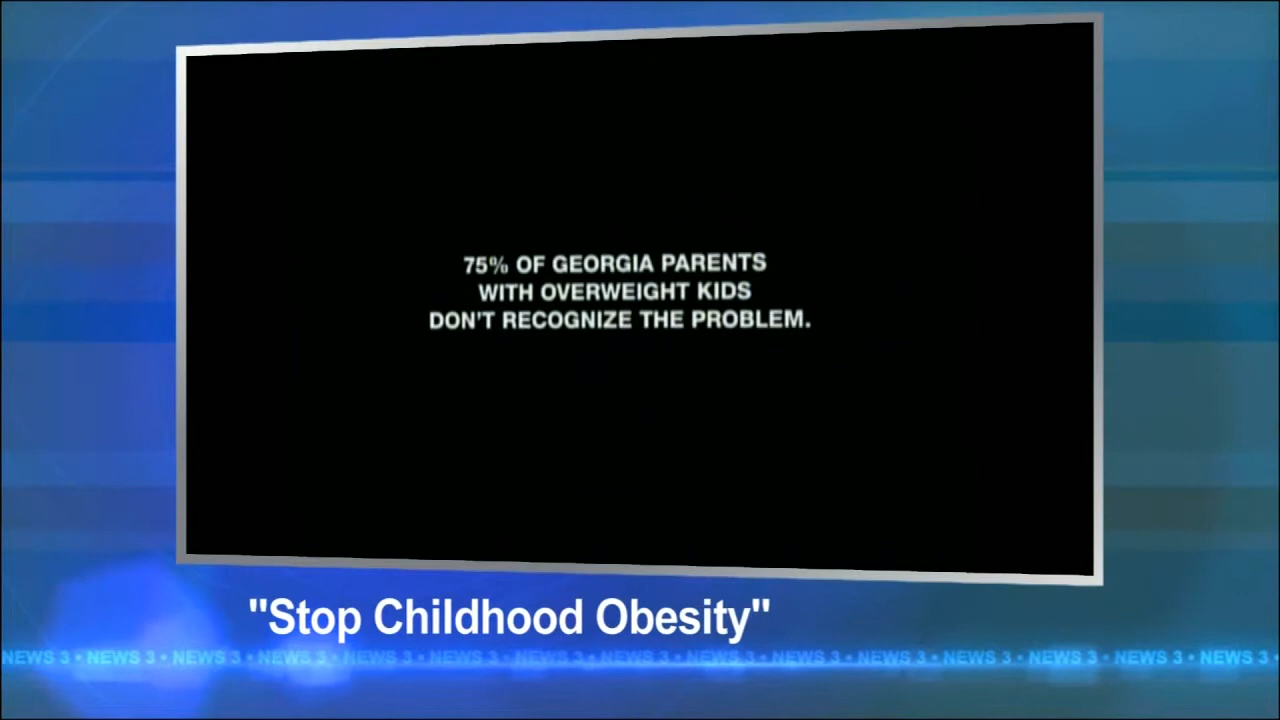 75% OF GEORGIA PARENTS
WITH OVERWEIGHT KIDS
DON'T RECOGNIZE THE PROBLEM.
"Stop Childhood Obesity"
NEWS 3 • NEWS 3 • NEWS 3 • NEWS 3 • NEWS 3 • NEWS 3 • NEWS 3 • NEWS 3 • NEWS 3 • NEWS 3 • NEWS 3 • NEWS 3 • NEWS 3 • NEWS 3 • NEWS 3 •